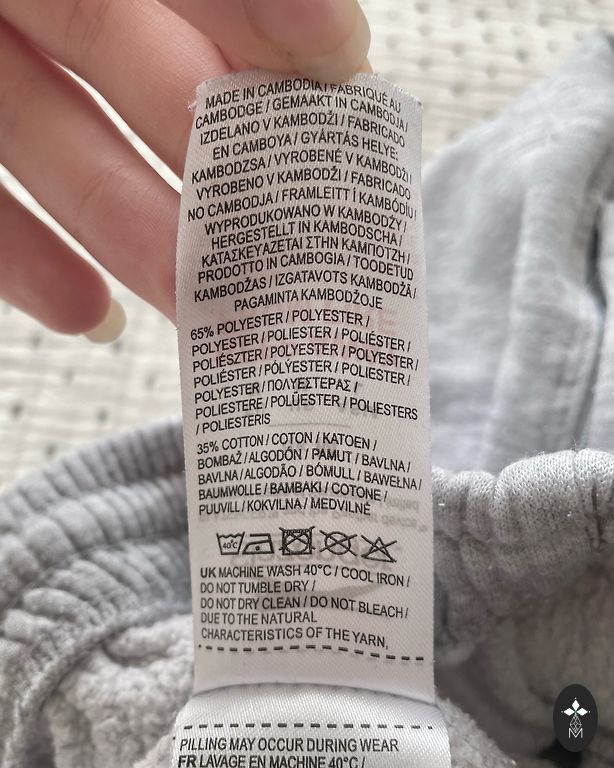 MADE IN CAMBODIA / FABRIQUÉ AU
CAMBODGE / GEMAAKT IN CAMBODJA /
IZDELANO V KAMBODŽI / FABRICADO
EN CAMBOYA / GYÁRTÁS HELYE:
KAMBODZSA / VYROBENÉ V KAMBODŽI /
VYROBENO V KAMBODŽI / FABRICADO
NO CAMBODJA / FRAMLEITT Í KAMBÓDÍU /
WYPRODUKOWANO W KAMBODŻY /
HERGESTELLT IN KAMBODSCHA /
ΚΑΤΑΣΚΕΥΑΖΕΤΑΙ ΣΤΗΝ ΚΑΜΠΟΤΖΗ /
PRODOTTO IN CAMBOGIA / TOODETUD
KAMBODŽAS / IZGATAVOTS KAMBODŽĀ /
PAGAMINTA KAMBODŽOJE
65% POLYESTER / POLYESTER /
POLYESTER / POLIESTER / POLIÉSTER /
POLIÉSZTER / POLYESTER / POLYESTER /
POLIÉSTER / PÓLÝESTER / POLIESTER /
POLYESTER / ΠΟΛΥΕΣΤΕΡΑΣ /
POLIESTERE / POLÜESTER / POLIESTERS
/ POLIESTERIS
35% COTTON / COTON / KATOEN /
BOMBAŽ / ALGODÓN / PAMUT / BAVLNA /
BAVLNA / ALGODÃO / BÓMULL / BAWEŁNA /
BAUMWOLLE / ΒΑΜΒΑΚΙ / COTONE /
PUUVILL / KOKVILNA / MEDVILNĖ
40°C
UK MACHINE WASH 40°C / COOL IRON /
DO NOT TUMBLE DRY /
DO NOT DRY CLEAN / DO NOT BLEACH /
DUE TO THE NATURAL
CHARACTERISTICS OF THE YARN,
PILLING MAY OCCUR DURING WEAR
FR LAVAGE EN MACHINE 40°C /